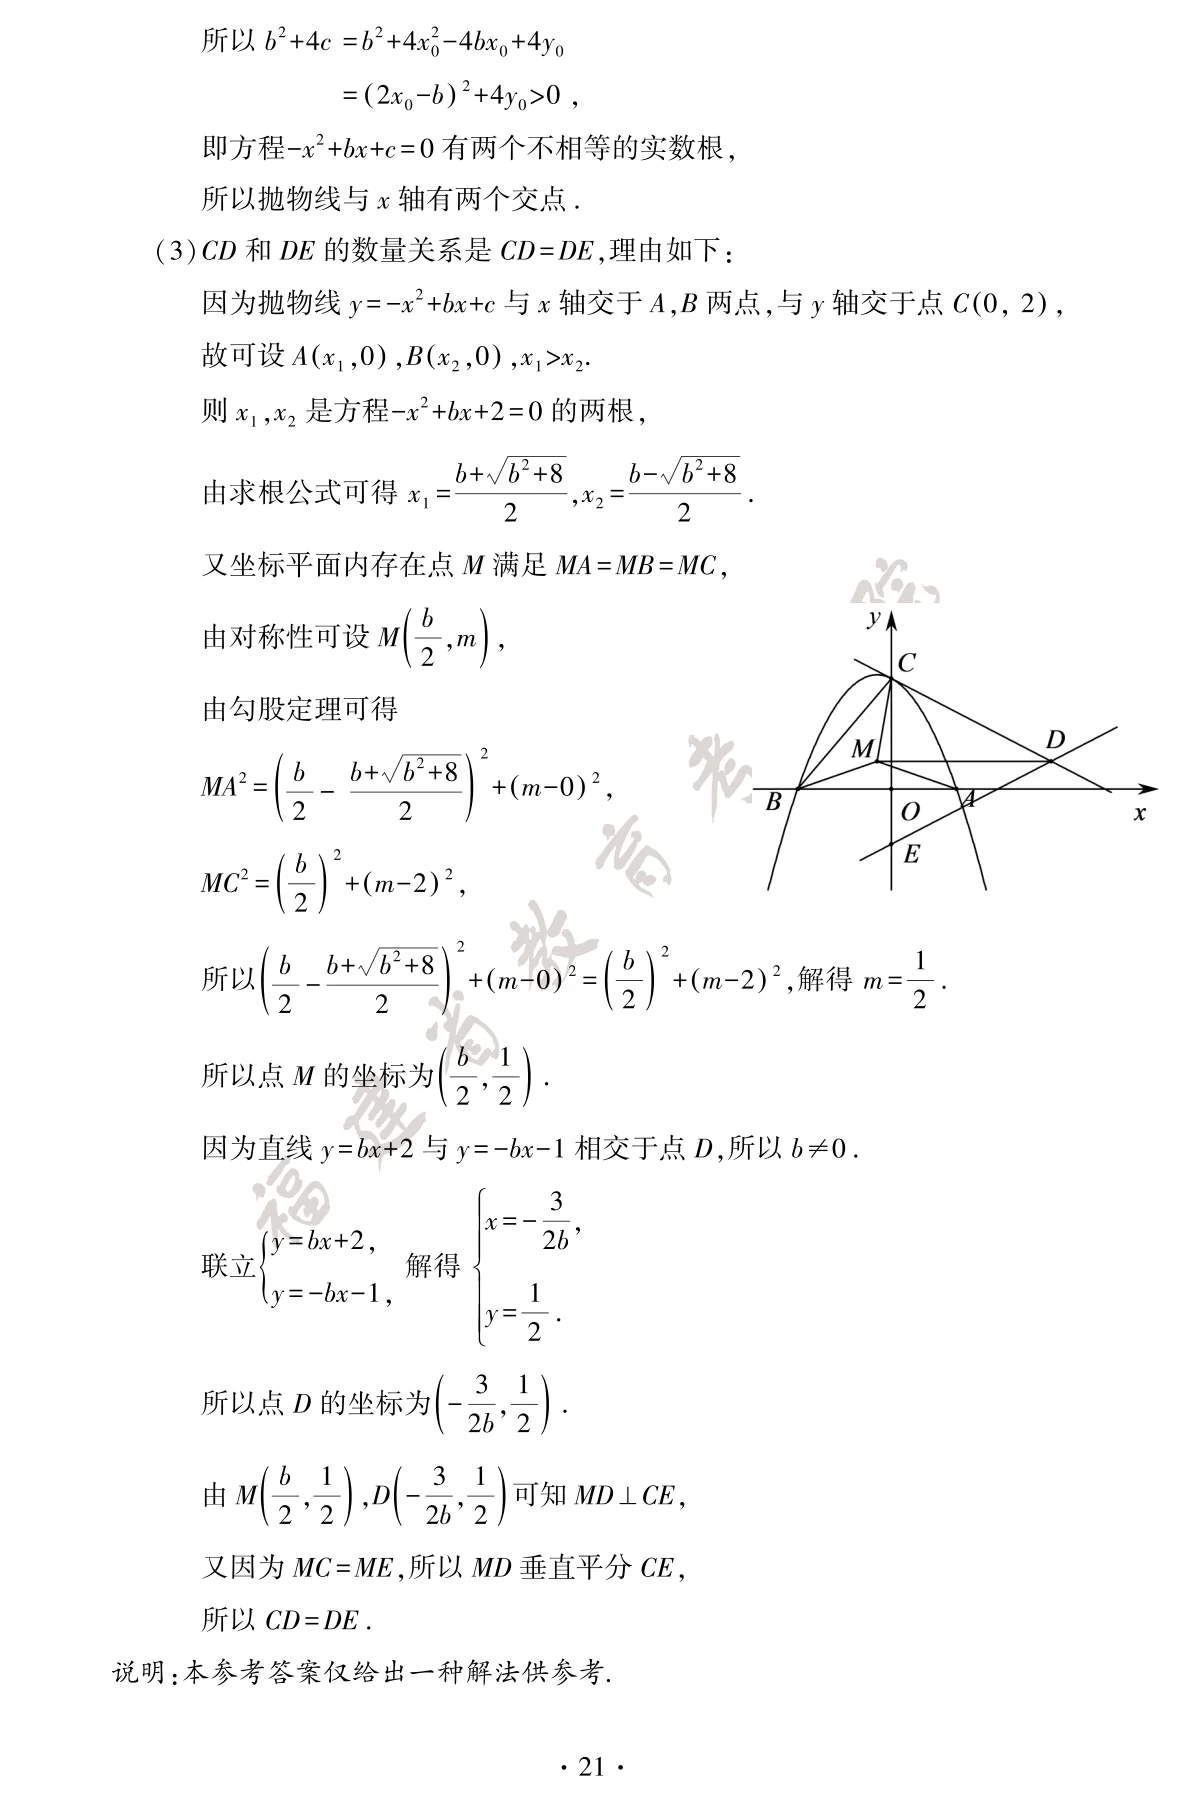 所以 b²+4c =b²+4x₀²-4bx₀+4y₀
=(2x₀-b)²+4y₀>0 ,
即方程-x²+bx+c=0 有两个不相等的实数根,
所以抛物线与 x 轴有两个交点 .
(3)CD 和 DE 的数量关系是 CD=DE,理由如下:
因为抛物线 y=-x²+bx+c 与 x 轴交于 A,B 两点,与 y 轴交于点 C(0, 2) ,
故可设 A(x₁,0) ,B(x₂,0) ,x₁>x₂.
则 x₁,x₂ 是方程-x²+bx+2=0 的两根,
由求根公式可得 x₁=(b+√(b²+8))/2 ,x₂=(b-√(b²+8))/2 .
又坐标平面内存在点 M 满足 MA=MB=MC,
由对称性可设 M(b/2,m) ,
由勾股定理可得
MA²=(b/2 - (b+√(b²+8))/2)²+(m-0)² ,
MC²=(b/2)²+(m-2)² ,
y
C
M
D
B
O
A
x
E
所以(b/2-(b+√(b²+8))/2)²+(m-0)²=(b/2)²+(m-2)² ,解得 m=1/2 .
所以点 M 的坐标为(b/2,1/2) .
因为直线 y=bx+2 与 y=-bx-1 相交于点 D,所以 b≠0 .
联立{y=bx+2, y=-bx-1, 解得 {x=-3/2b, y=1/2 .
所以点 D 的坐标为(-3/2b,1/2) .
由 M(b/2,1/2) ,D(-3/2b,1/2)可知 MD⊥CE,
又因为 MC=ME,所以 MD 垂直平分 CE,
所以 CD=DE .
说明:本参考答案仅给出一种解法供参考.
·21·
福建省教育考